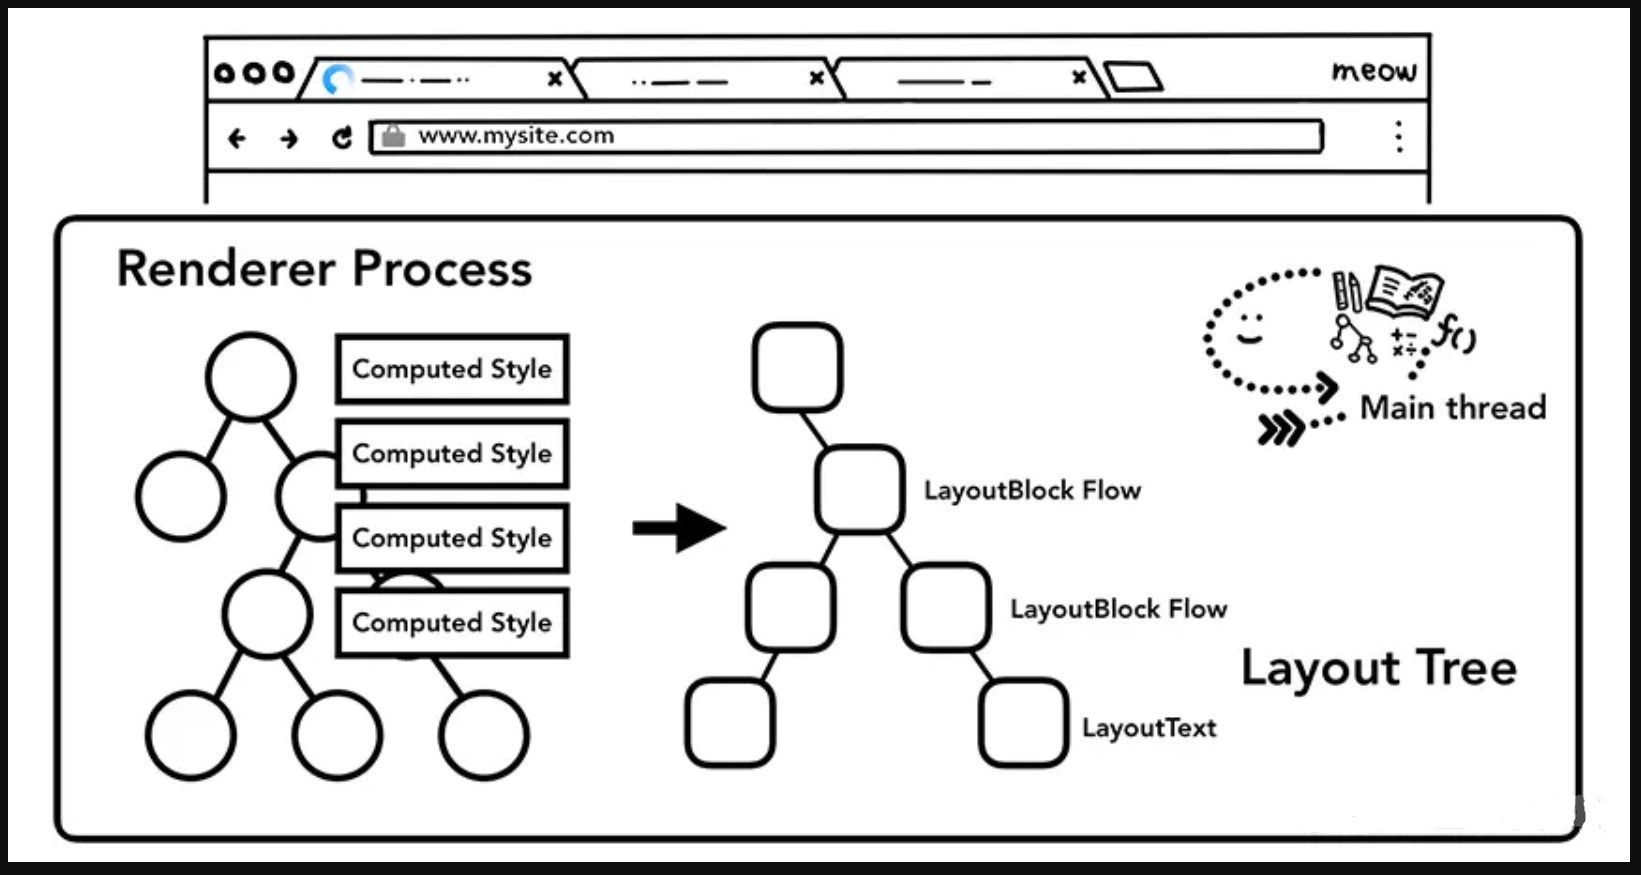 meow
www.mysite.com
Renderer Process
Computed Style
Computed Style
Computed Style
Computed Style
LayoutBlock Flow
LayoutBlock Flow
LayoutText
Layout Tree
f()
Main thread